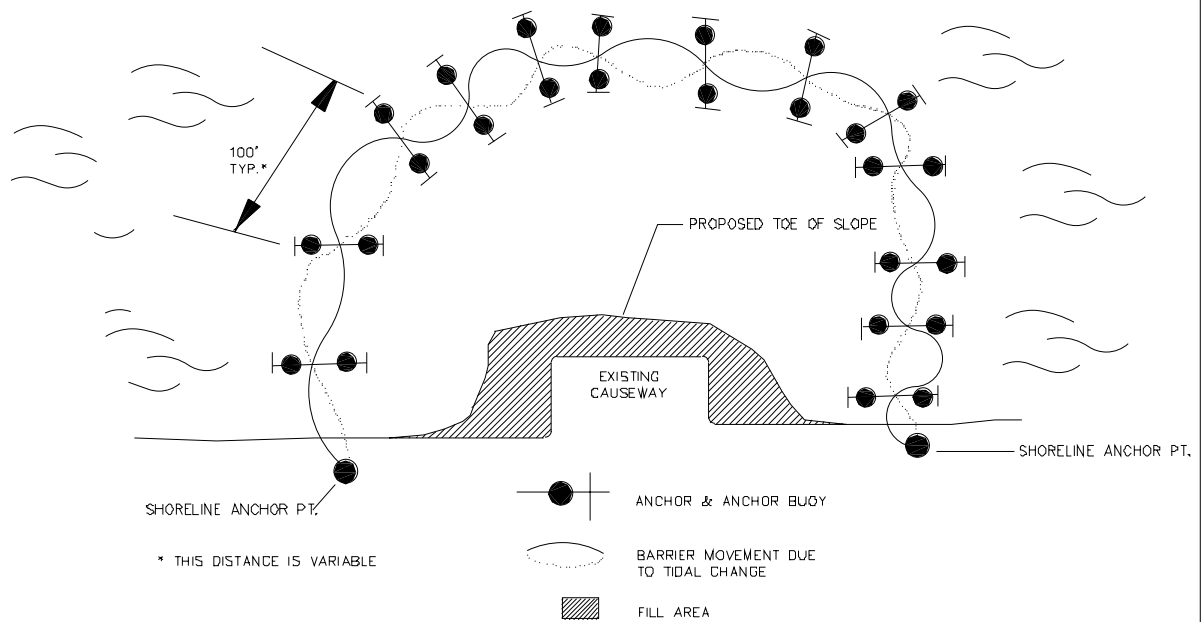 100'
TYP.*
PROPOSED TOE OF SLOPE
EXISTING
CAUSEWAY
SHORELINE ANCHOR PT.
SHORELINE ANCHOR PT.
ANCHOR & ANCHOR BUOY
* THIS DISTANCE IS VARIABLE
BARRIER MOVEMENT DUE
TO TIDAL CHANGE
FILL AREA